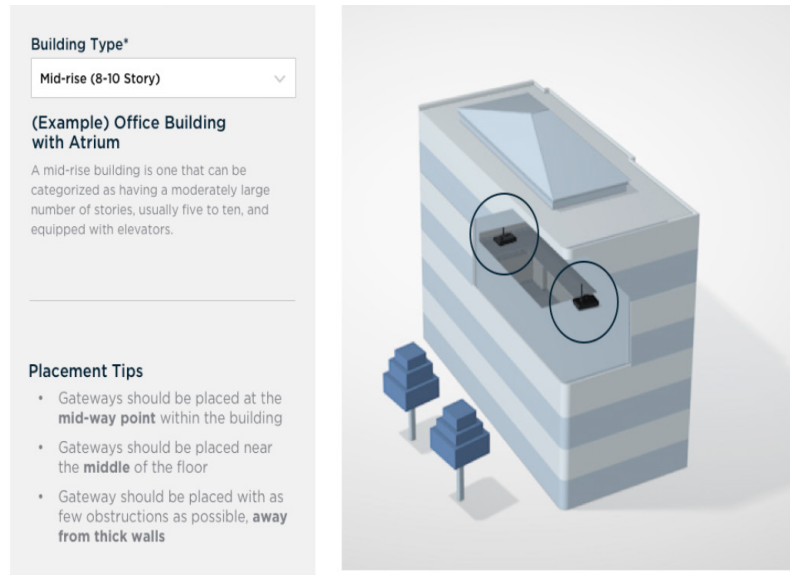 Building Type*
Mid-rise (8-10 Story)
(Example) Office Building
with Atrium
A mid-rise building is one that can be
categorized as having a moderately large
number of stories, usually five to ten, and
equipped with elevators.
Placement Tips
• Gateways should be placed at the
mid-way point within the building
• Gateways should be placed near
the middle of the floor
• Gateway should be placed with as
few obstructions as possible, away
from thick walls